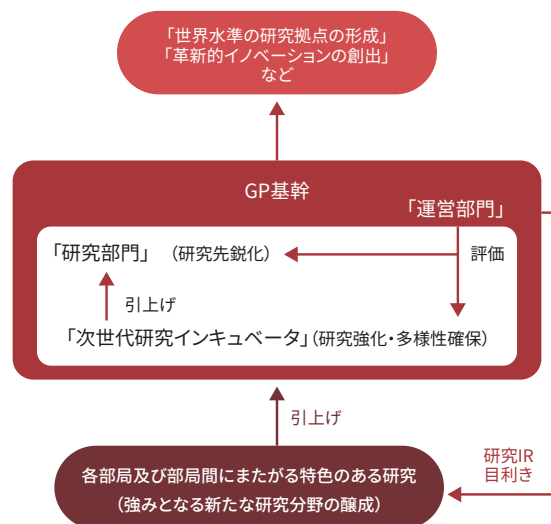 「世界水準の研究拠点の形成」
「革新的イノベーションの創出」
など
GP基幹
「運営部門」
「研究部門」（研究先鋭化）
評価
引上げ
「次世代研究インキュベータ」（研究強化・多様性確保）
引上げ
研究IR
目利き
各部局及び部局間にまたがる特色のある研究
（強みとなる新たな研究分野の醸成）